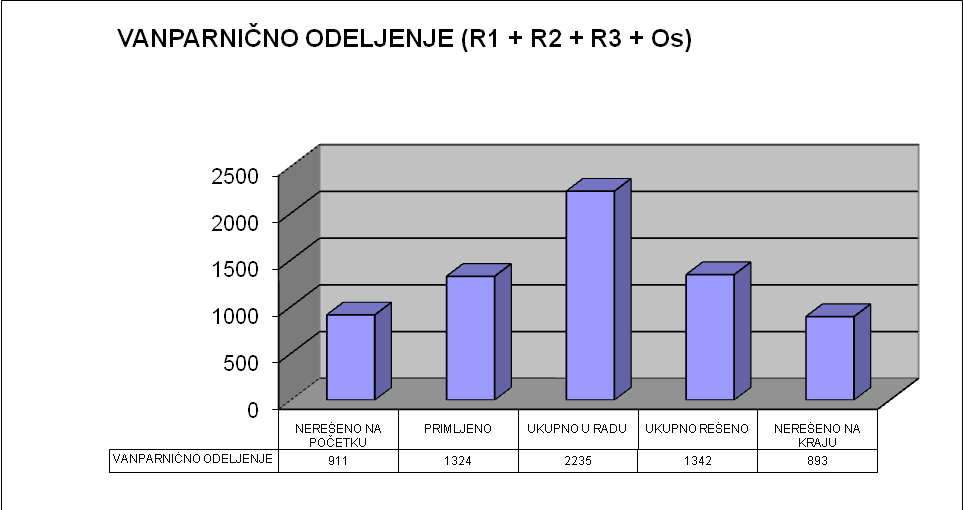 VANPARNIČNO ODELJENJE (R1 + R2 + R3 + Os)
2500
2000
1500
1000
500
0
NEREŠENO NA POČETKU
PRIMLJENO
UKUPNO U RADU
UKUPNO REŠENO
NEREŠENO NA KRAJU
VANPARNIČNO ODELJENJE 911 1324 2235 1342 893